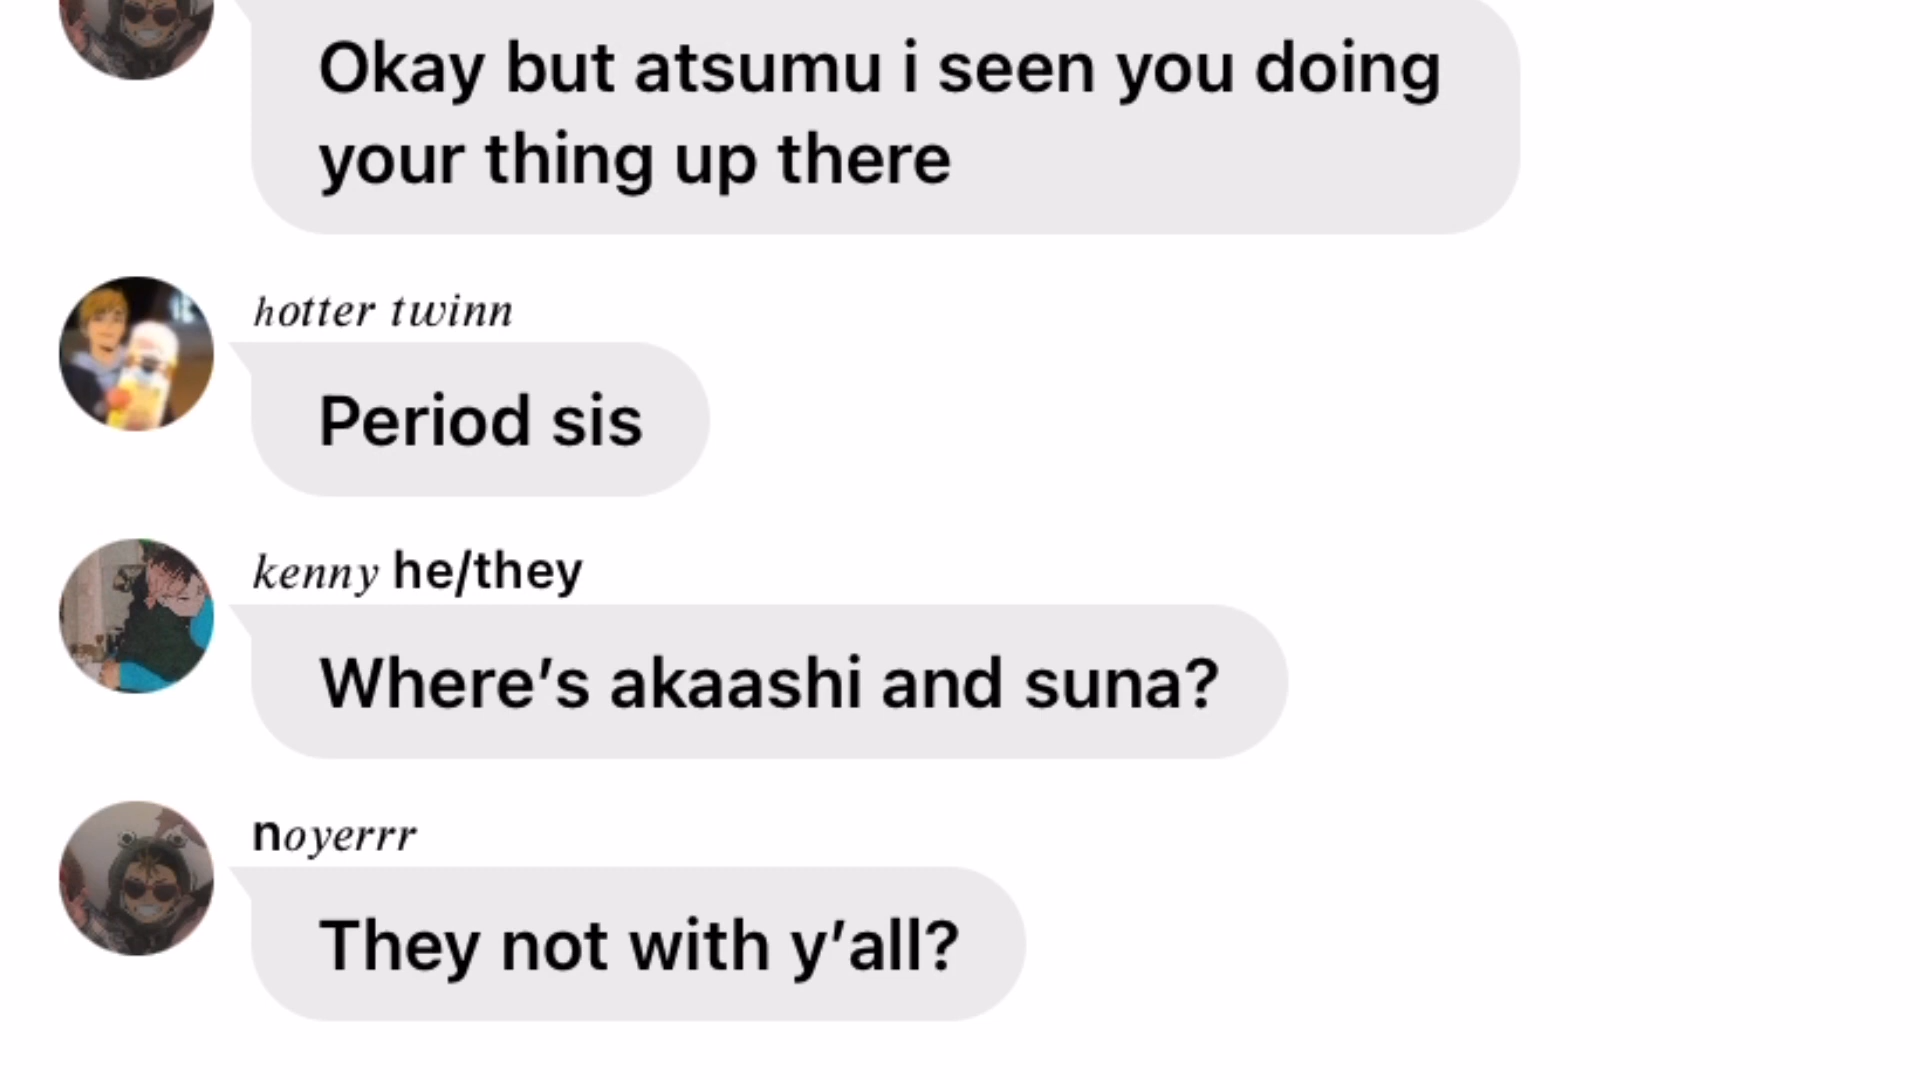 Okay but atsumu i seen you doing
your thing up there
hotter twinn
Period sis
kenny he/they
Where’s akaashi and suna?
noyerrr
They not with y’all?